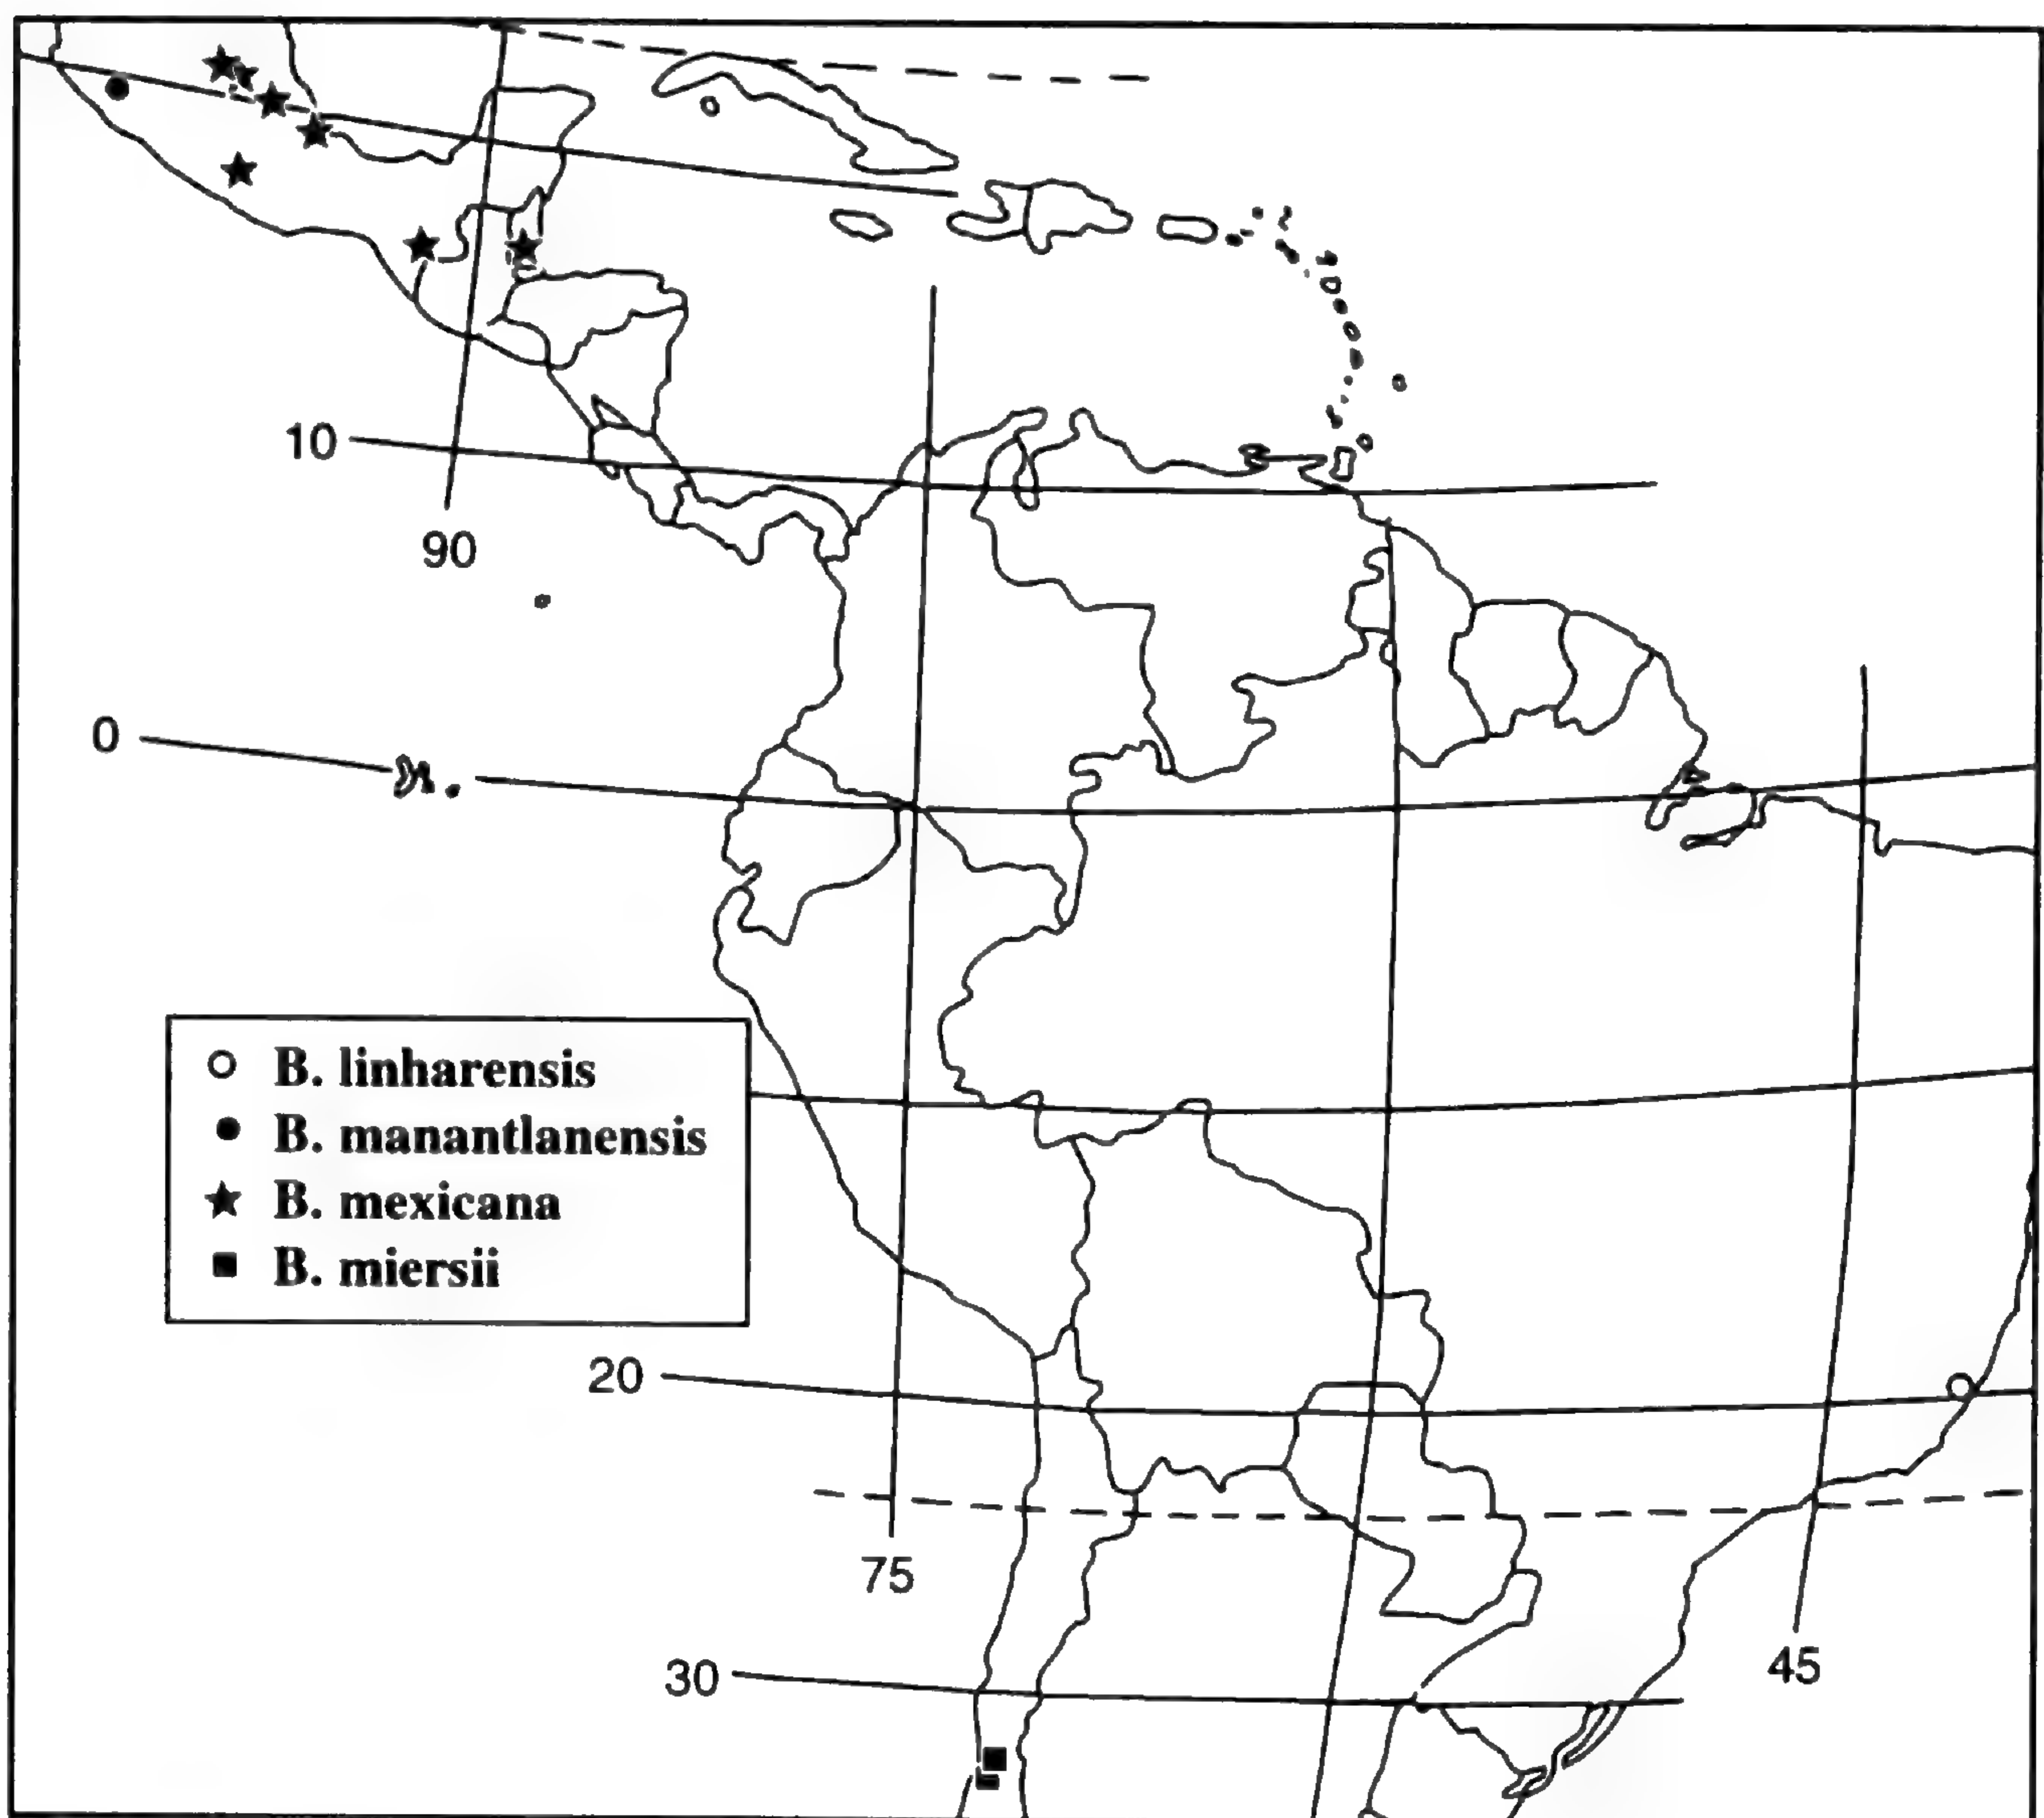 10
90
0
B. linharensis
B. manantlanensis
B. mexicana
B. miersii
20
75
30
45